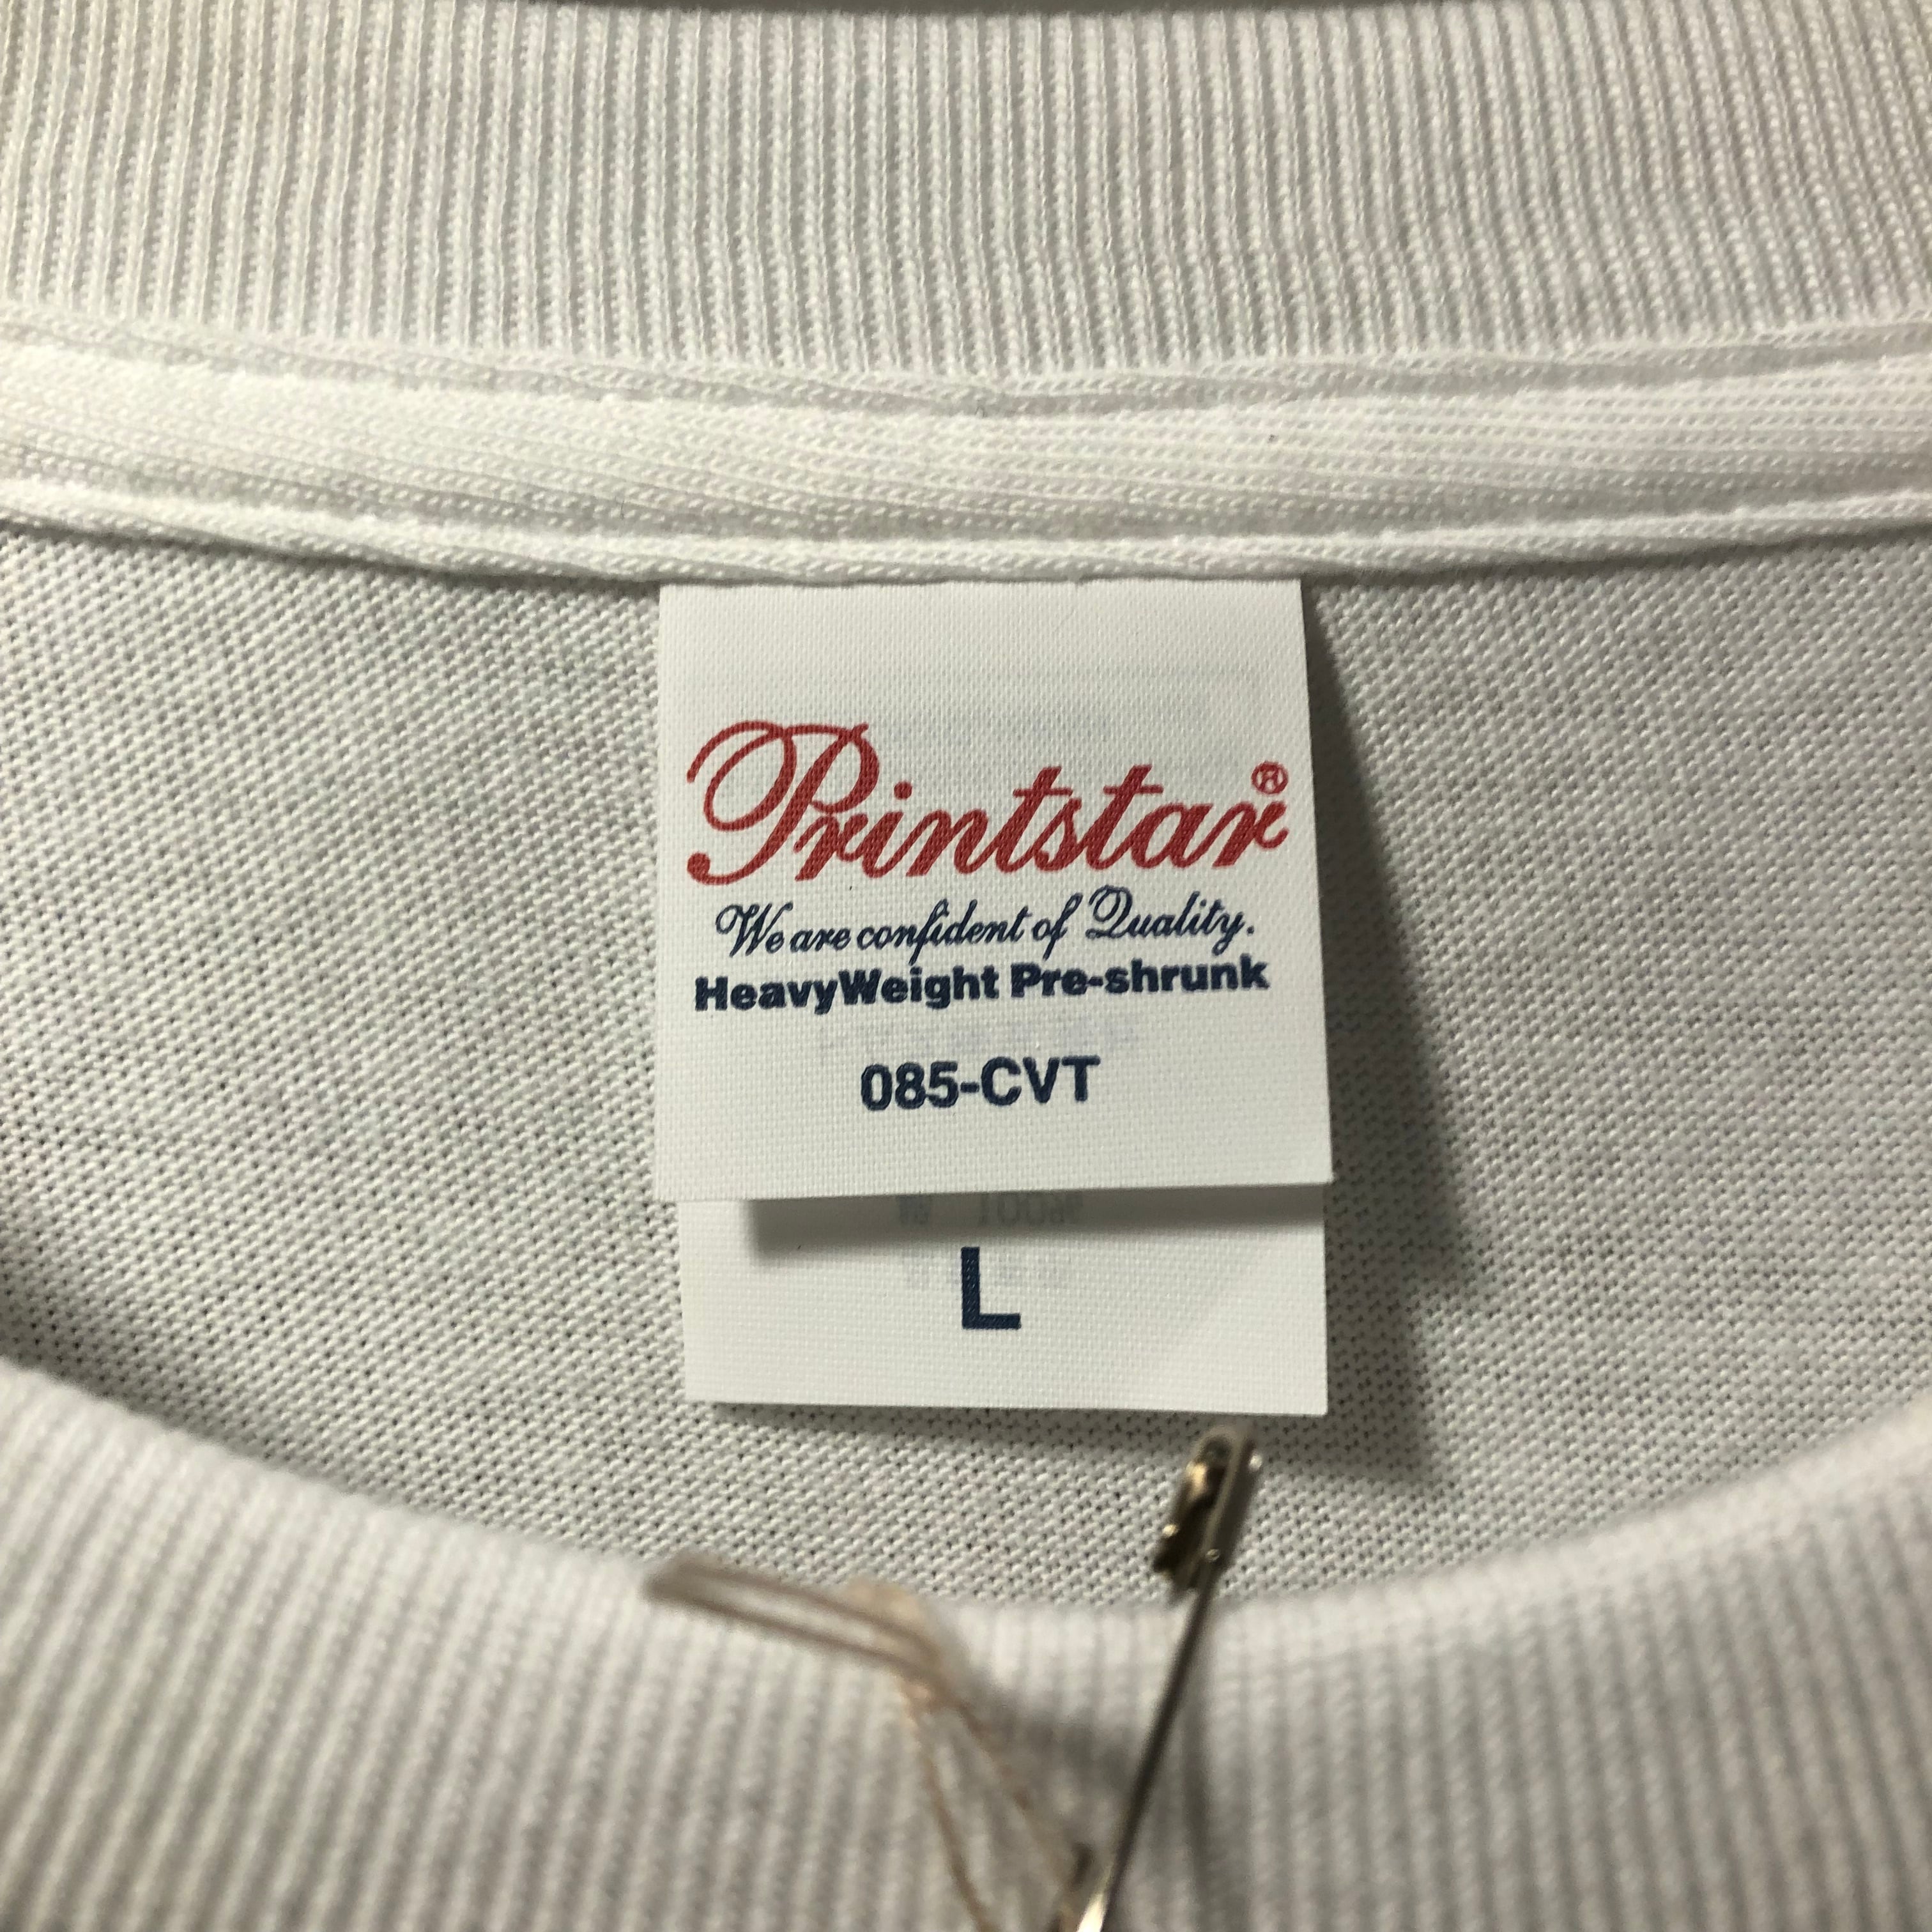 Printstar®
We are confident of Quality.
HeavyWeight Pre-shrunk
085-CVT
L